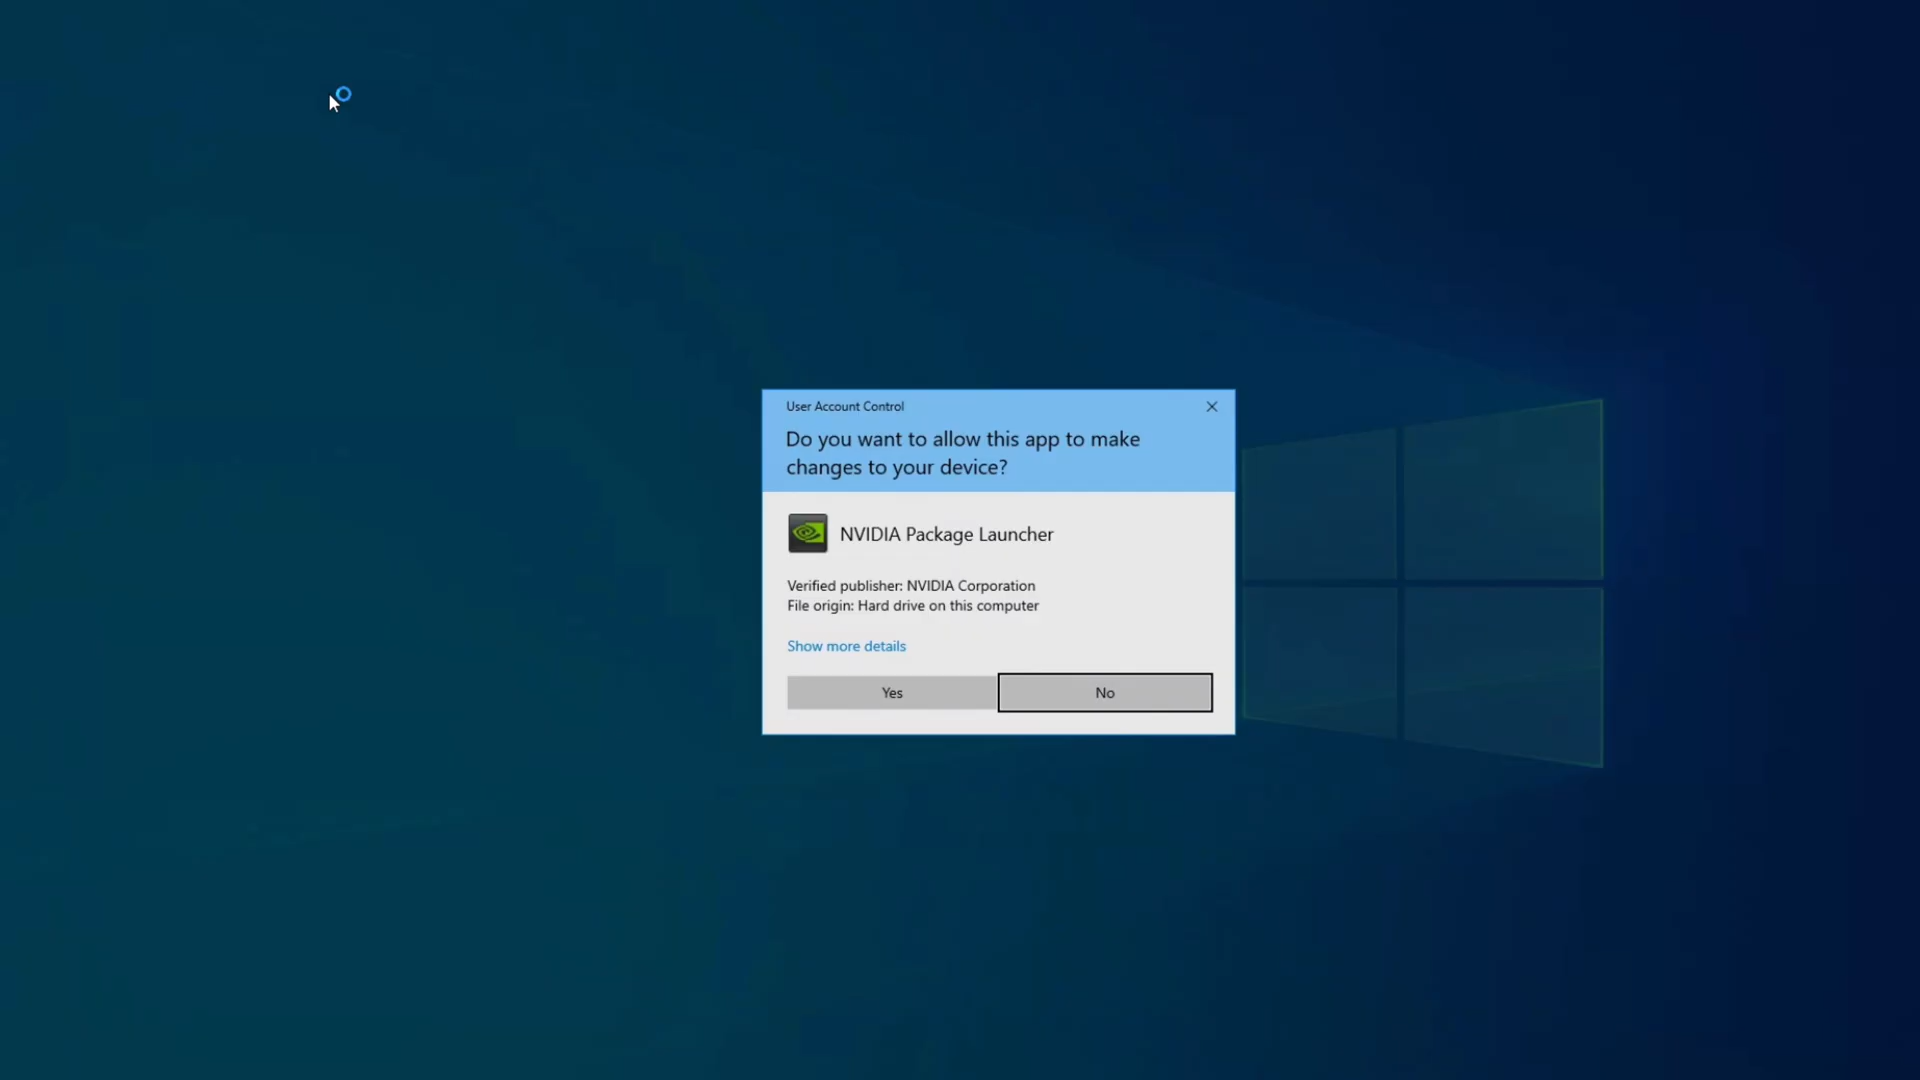 User Account Control
Do you want to allow this app to make
changes to your device?
NVIDIA Package Launcher
Verified publisher: NVIDIA Corporation
File origin: Hard drive on this computer
Show more details
Yes
No